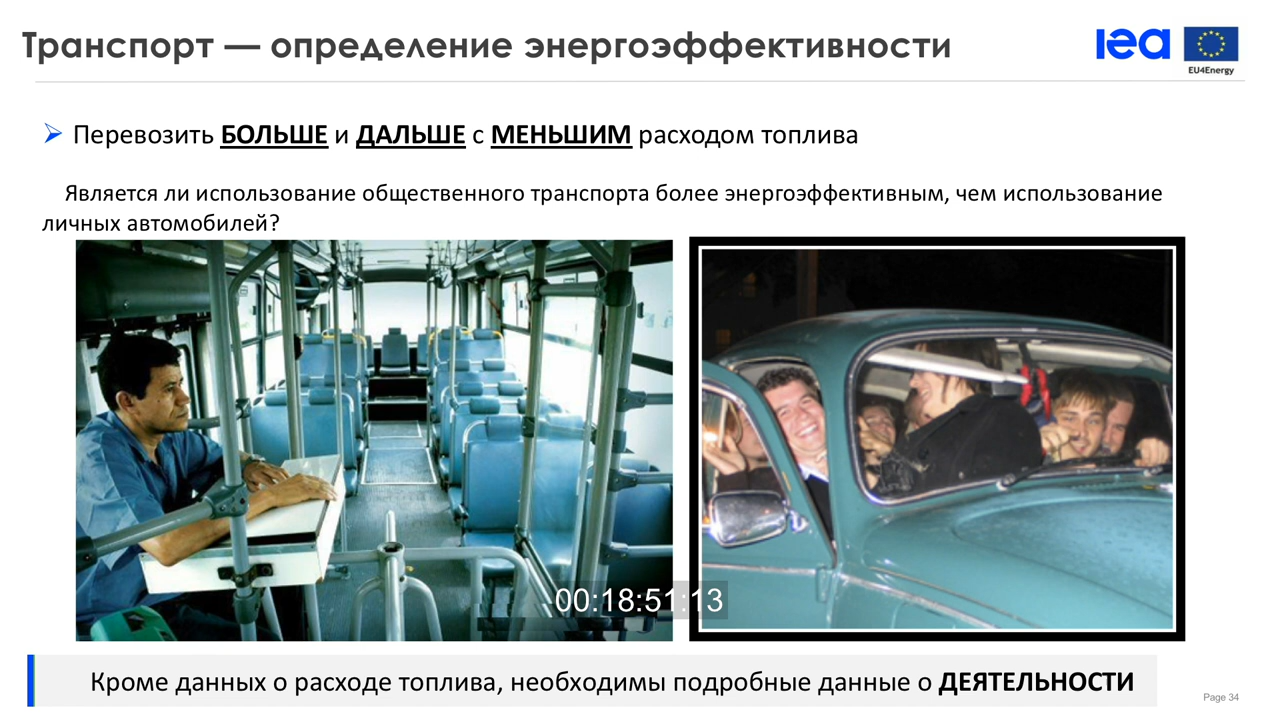 Транспорт — определение энергоэффективности
iea
EU4Energy
Перевозить БОЛЬШЕ и ДАЛЬШЕ с МЕНЬШИМ расходом топлива
Является ли использование общественного транспорта более энергоэффективным, чем использование
личных автомобилей?
00:18:51:13
Кроме данных о расходе топлива, необходимы подробные данные о ДЕЯТЕЛЬНОСТИ
Page 34